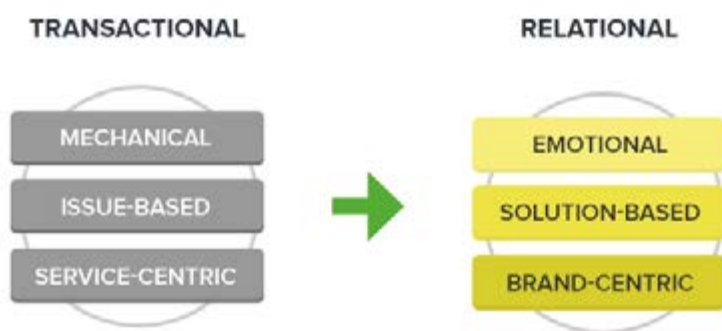 TRANSACTIONAL
MECHANICAL
ISSUE-BASED
SERVICE-CENTRIC
RELATIONAL
EMOTIONAL
SOLUTION-BASED
BRAND-CENTRIC